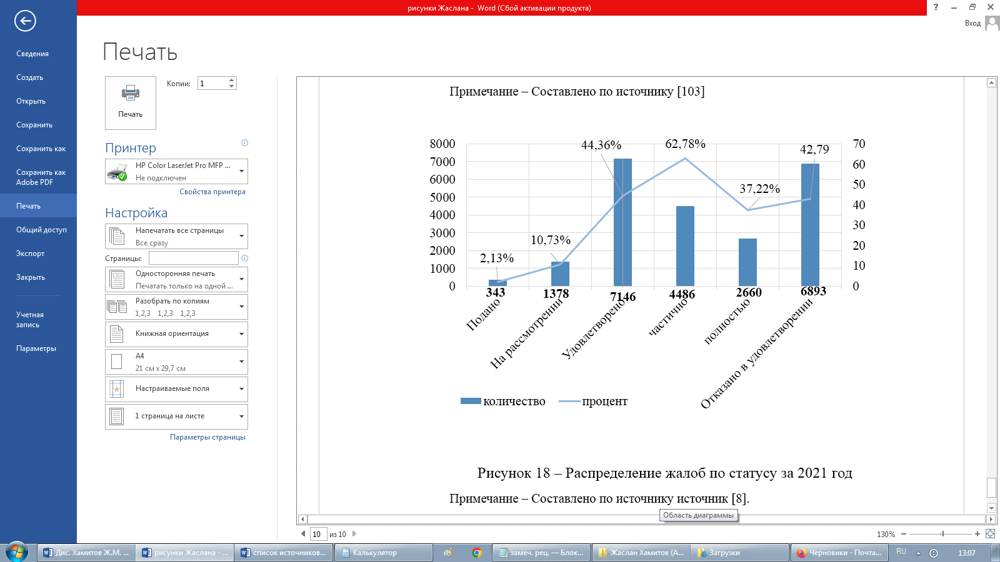 рисунки Жаслана - Word (Сбой активации продукта)
?
Вход
Сведения
Создать
Открыть
Сохранить
Сохранить как
Сохранить как
Adobe PDF
Печать
Общий доступ
Экспорт
Закрыть
Учетная
запись
Параметры
Печать
Печать
Копии: 1
Принтер
HP Color LaserJet Pro MFP ...
Не подключен
Свойства принтера
Настройка
Напечатать все страницы
Все сразу
Страницы:
Односторонняя печать
Печатать только на одной ...
Разобрать по копиям
1,2,3 1,2,3 1,2,3
Книжная ориентация
A4
21 см x 29,7 см
Настраиваемые поля
1 страница на листе
Параметры страницы
Примечание – Составлено по источнику [103]
8000
7000
6000
5000
4000
3000
2000
1000
0
2,13%
10,73%
44,36%
62,78%
37,22%
42,79
70
60
50
40
30
20
10
0
343
1378
7146
4486
2660
6893
Подано
На рассмотрении
Удовлетворено
частично
полностью
Отказано в удовлетворении
количество
процент
Рисунок 18 – Распределение жалоб по статусу за 2021 год
Примечание – Составлено по источнику источник [8].
Область диаграммы
10 из 10
130%
Дис. Хамитов Ж.М. ...
рисунки Жаслана - ...
список источников...
Калькулятор
замеч. рец. — Блок...
Жаслан Хамитов (A...
Загрузки
Черновики - Почта...
RU
13:07